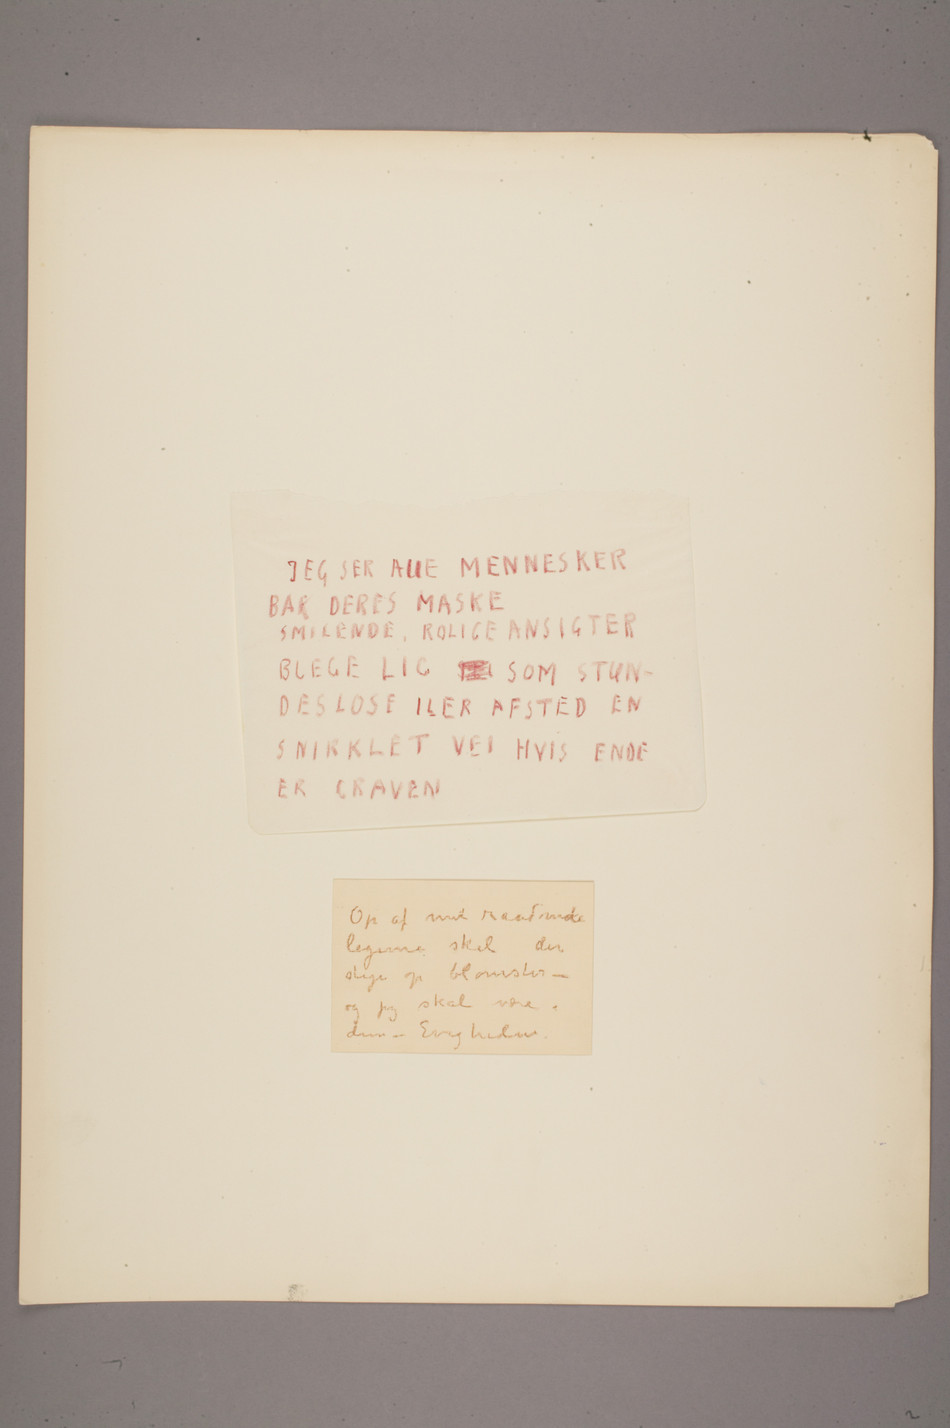 JEG SER ALLE MENNESKER
BAK DERES MASKE
SMILENDE, ROLIGE ANSIGTER
BLEGE LIG SOM STUN-
DESLØSE ILER AFSTED EN
SNIRKLET VEI HVIS ENDE
ER GRAVEN
Op af mit raadnende
legeme skal der
stige op blomster –
og jeg skal være i
dem – Evigheden.